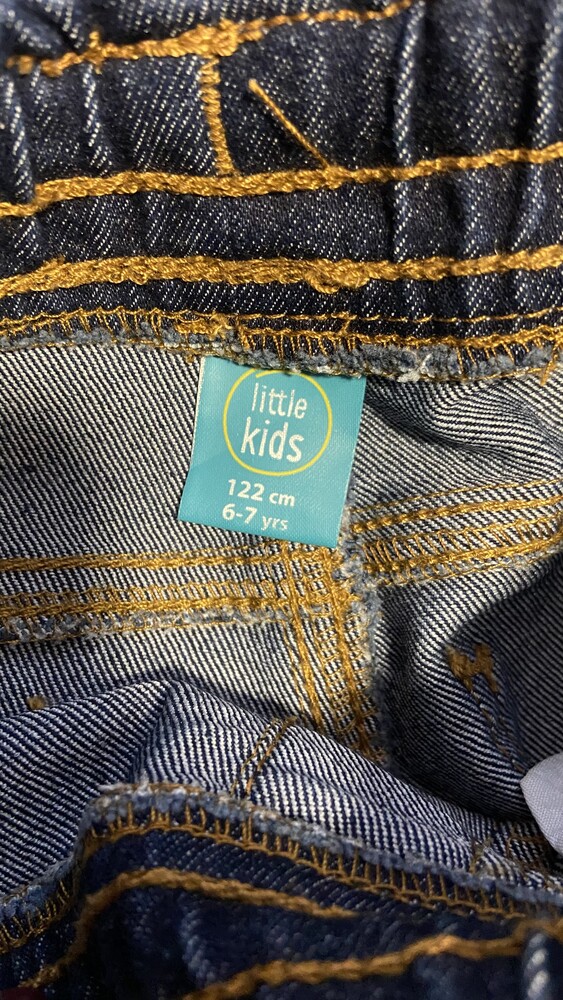 little
kids
122 cm
6-7 yrs